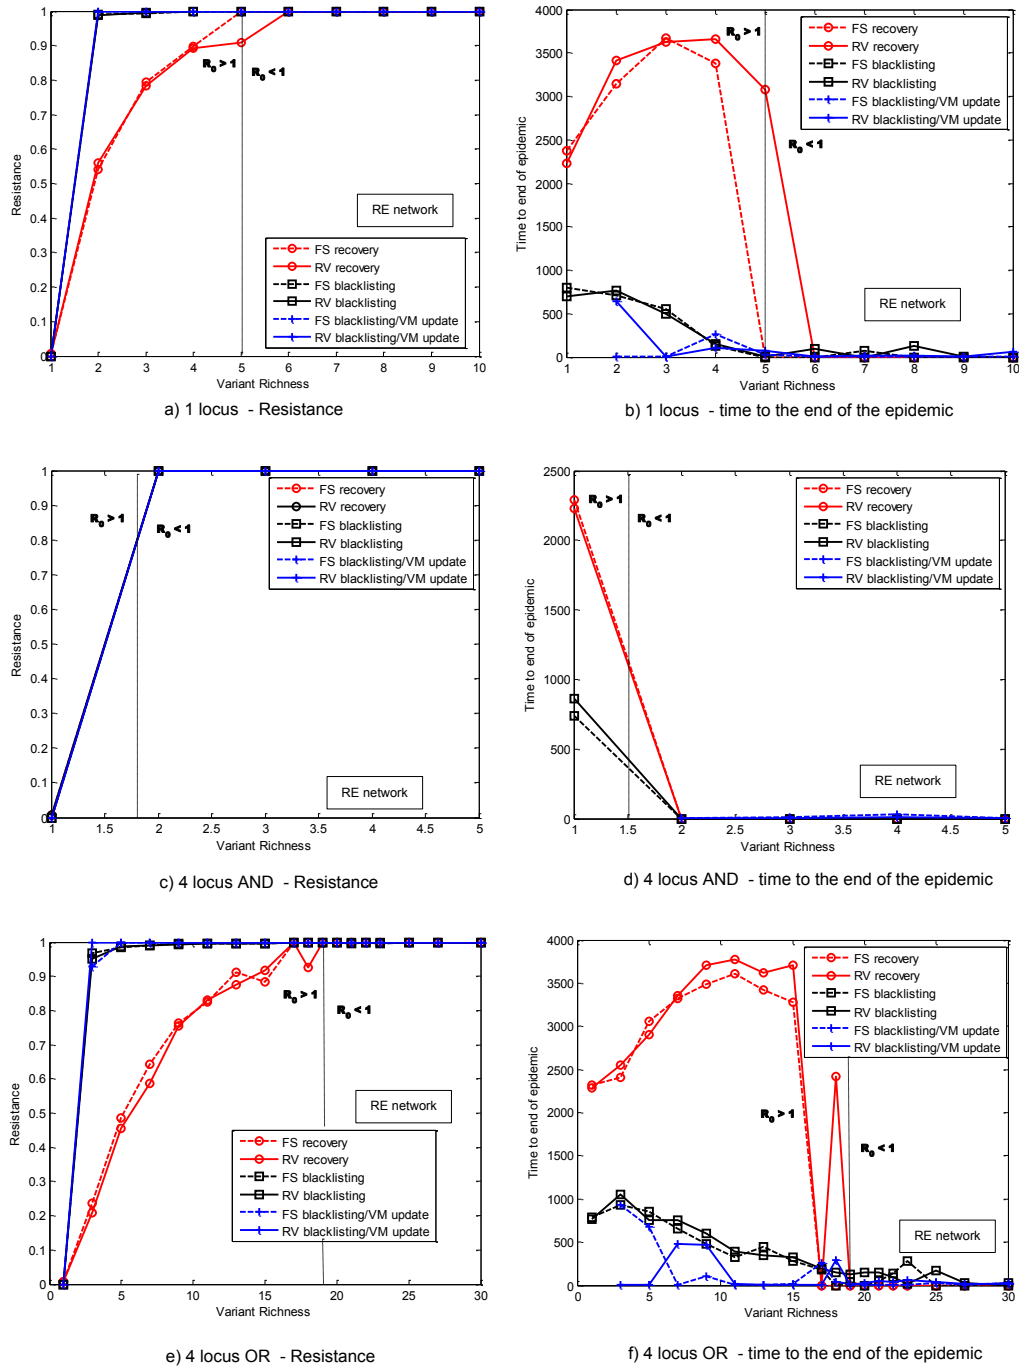 1
0.9
0.8
0.7
0.6
0.5
0.4
0.3
0.2
0.1
0
Resistance
R0 > 1
R0 < 1
RE network
FS recovery
RV recovery
FS blacklisting
RV blacklisting
FS blacklisting/VM update
RV blacklisting/VM update
1 2 3 4 5 6 7 8 9 10
Variant Richness
a) 1 locus - Resistance
4000
3500
3000
2500
2000
1500
1000
500
0
Time to end of epidemic
R0 > 1
R0 < 1
FS recovery
RV recovery
FS blacklisting
RV blacklisting
FS blacklisting/VM update
RV blacklisting/VM update
RE network
1 2 3 4 5 6 7 8 9 10
Variant Richness
b) 1 locus - time to the end of the epidemic
1
0.9
0.8
0.7
0.6
0.5
0.4
0.3
0.2
0.1
0
Resistance
R0 > 1
R0 < 1
FS recovery
RV recovery
FS blacklisting
RV blacklisting
FS blacklisting/VM update
RV blacklisting/VM update
RE network
1 1.5 2 2.5 3 3.5 4 4.5 5
Variant Richness
c) 4 locus AND - Resistance
2500
2000
1500
1000
500
0
Time to end of epidemic
R0 > 1
R0 < 1
FS recovery
RV recovery
FS blacklisting
RV blacklisting
FS blacklisting/VM update
RV blacklisting/VM update
RE network
1 1.5 2 2.5 3 3.5 4 4.5 5
Variant Richness
d) 4 locus AND - time to the end of the epidemic
1
0.9
0.8
0.7
0.6
0.5
0.4
0.3
0.2
0.1
0
Resistance
R0 > 1
R0 < 1
RE network
FS recovery
RV recovery
FS blacklisting
RV blacklisting
FS blacklisting/VM update
RV blacklisting/VM update
0 5 10 15 20 25 30
Variant Richness
e) 4 locus OR - Resistance
4000
3500
3000
2500
2000
1500
1000
500
0
Time to end of epidemic
FS recovery
RV recovery
FS blacklisting
RV blacklisting
FS blacklisting/VM update
RV blacklisting/VM update
R0 > 1
R0 < 1
RE network
0 5 10 15 20 25 30
Variant Richness
f) 4 locus OR - time to the end of the epidemic